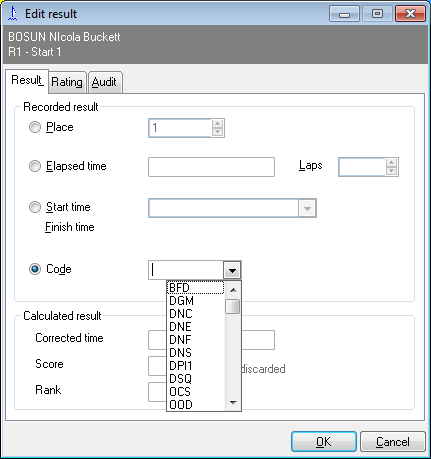 Edit result
BOSUN NIcola Buckett
R1 - Start 1
Result Rating Audit
Recorded result
Place 1
Elapsed time Laps
Start time
Finish time
Code
BFD
DGM
DNC
DNE
DNF
DNS
DPI1
DSQ
OCS
OOD
Calculated result
Corrected time
Score discarded
Rank
OK Cancel